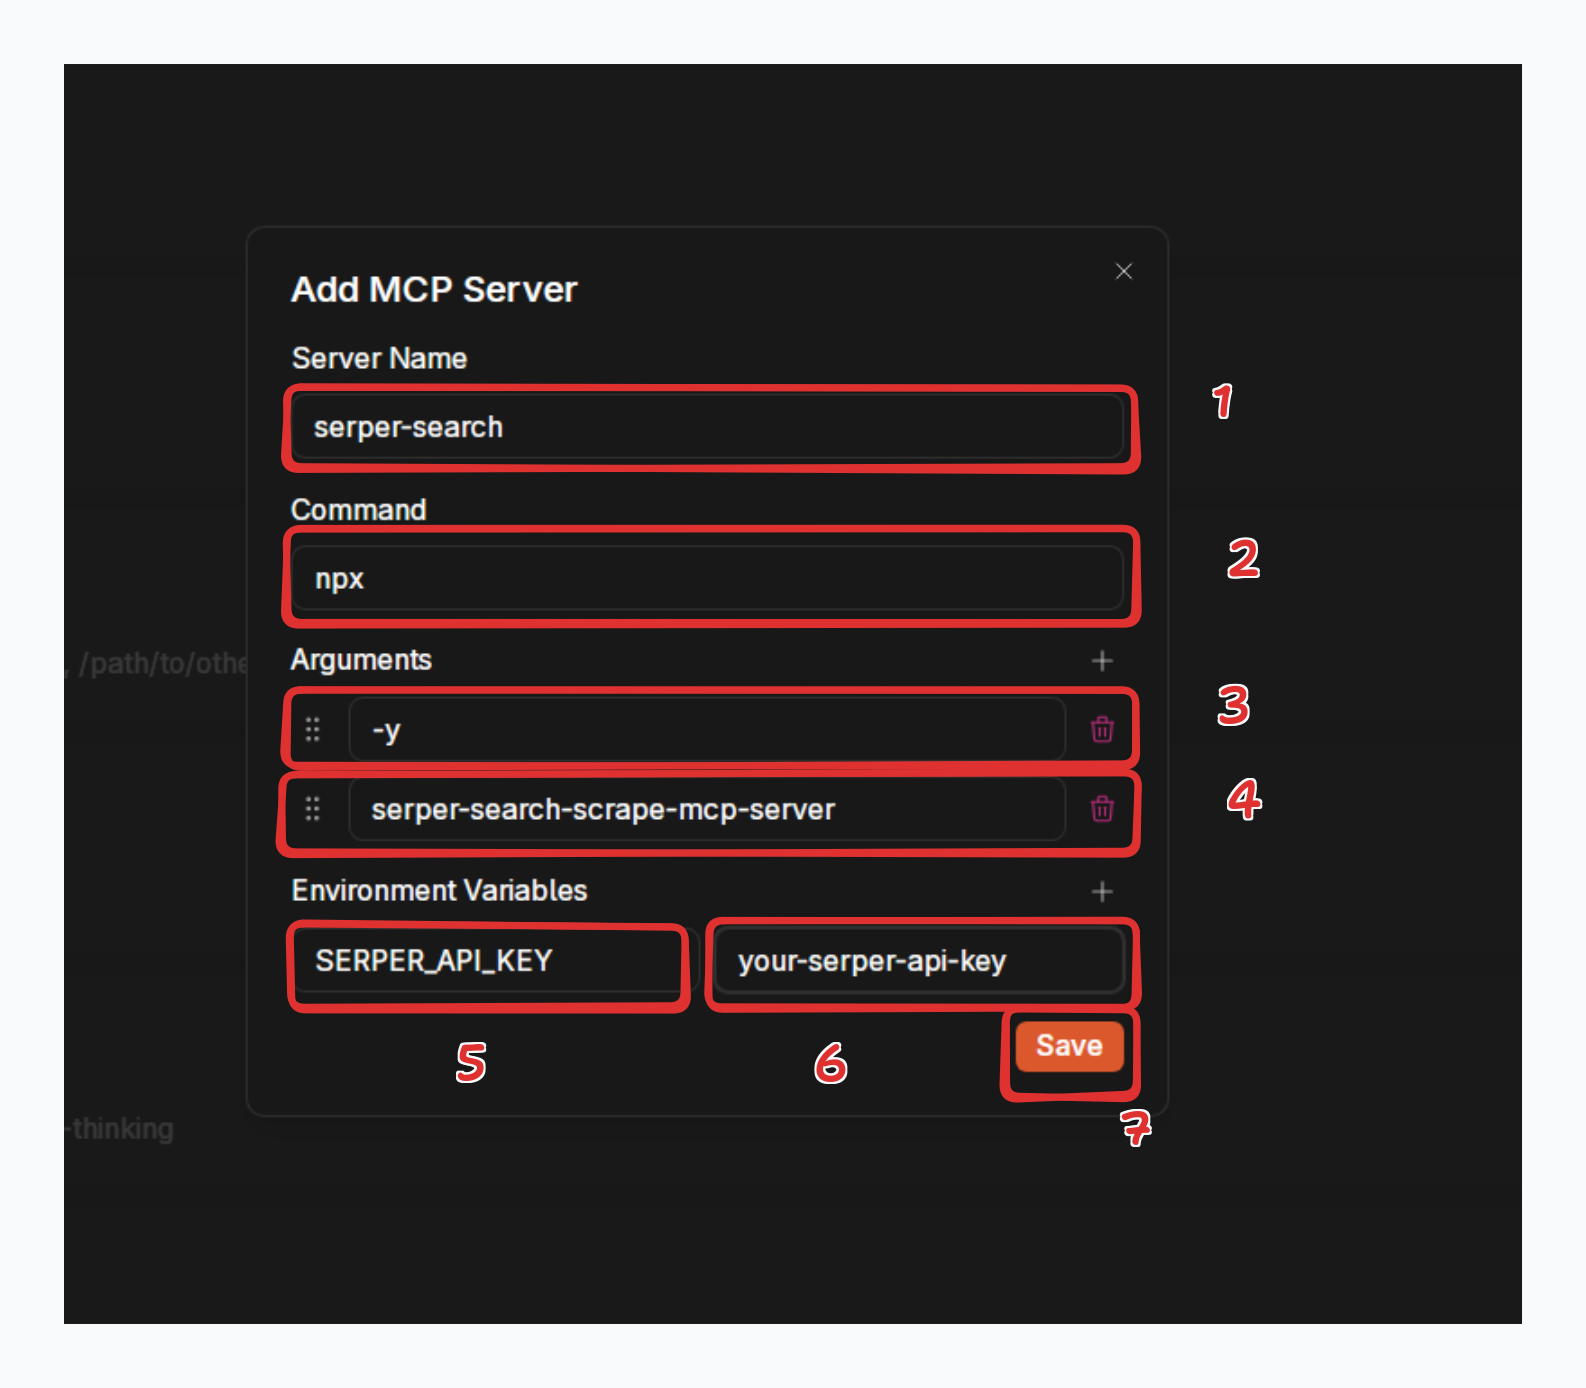 Add MCP Server
Server Name
serper-search
1
Command
npx
2
, /path/to/othe
Arguments
-y
3
serper-search-scrape-mcp-server
4
Environment Variables
SERPER_API_KEY
your-serper-api-key
Save
5
6
7
-thinking